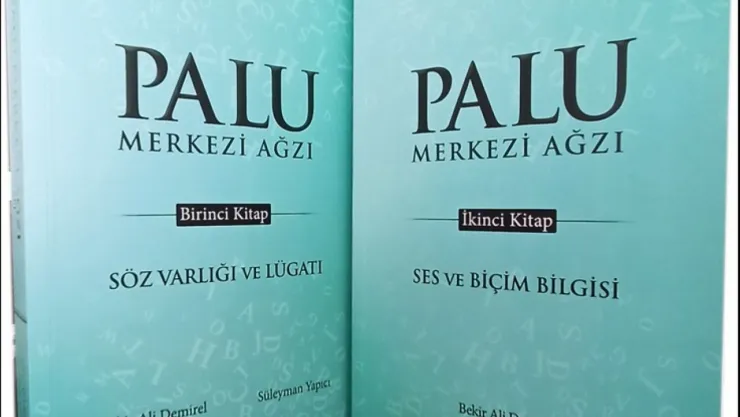 PALU
MERKEZİ AĞZI
Birinci Kitap
SÖZ VARLIĞI VE LÜGATI
Ali Demirel
Süleyman Yapıcı
PALU
MERKEZİ AĞZI
İkinci Kitap
SES VE BİÇİM BİLGİSİ
Bekir Ali